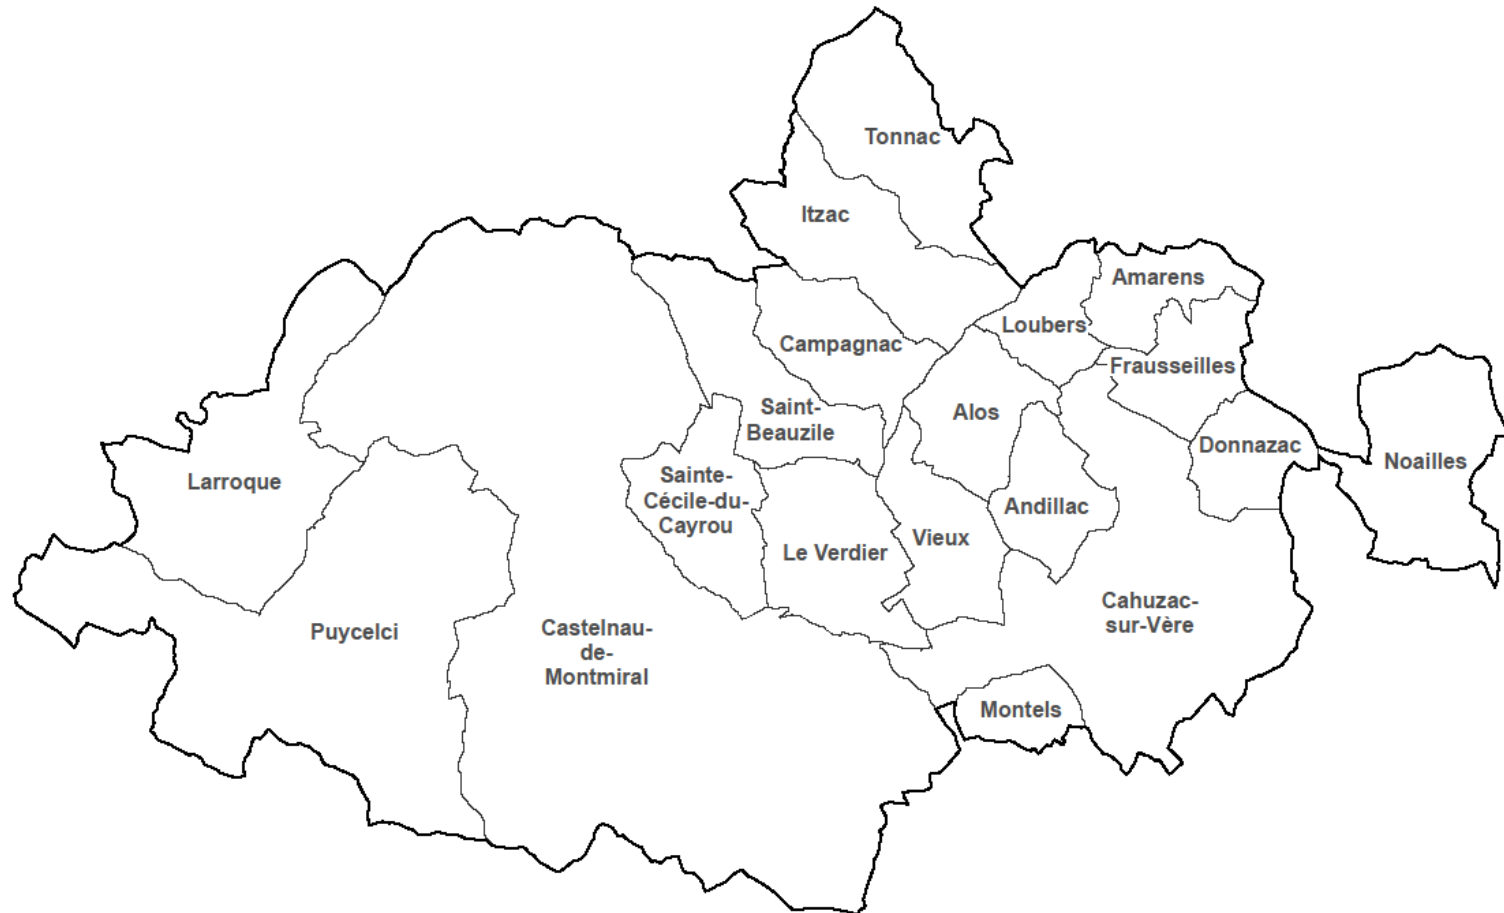 Tonnac
Itzac
Amarens
Loubers
Campagnac
Frausseilles
Saint-
Beauzile
Alos
Donnazac
Noailles
Larroque
Sainte-
Cécile-du-
Cayrou
Andillac
Vieux
Le Verdier
Cahuzac-
sur-Vère
Puycelci
Castelnau-
de-
Montmiral
Montels